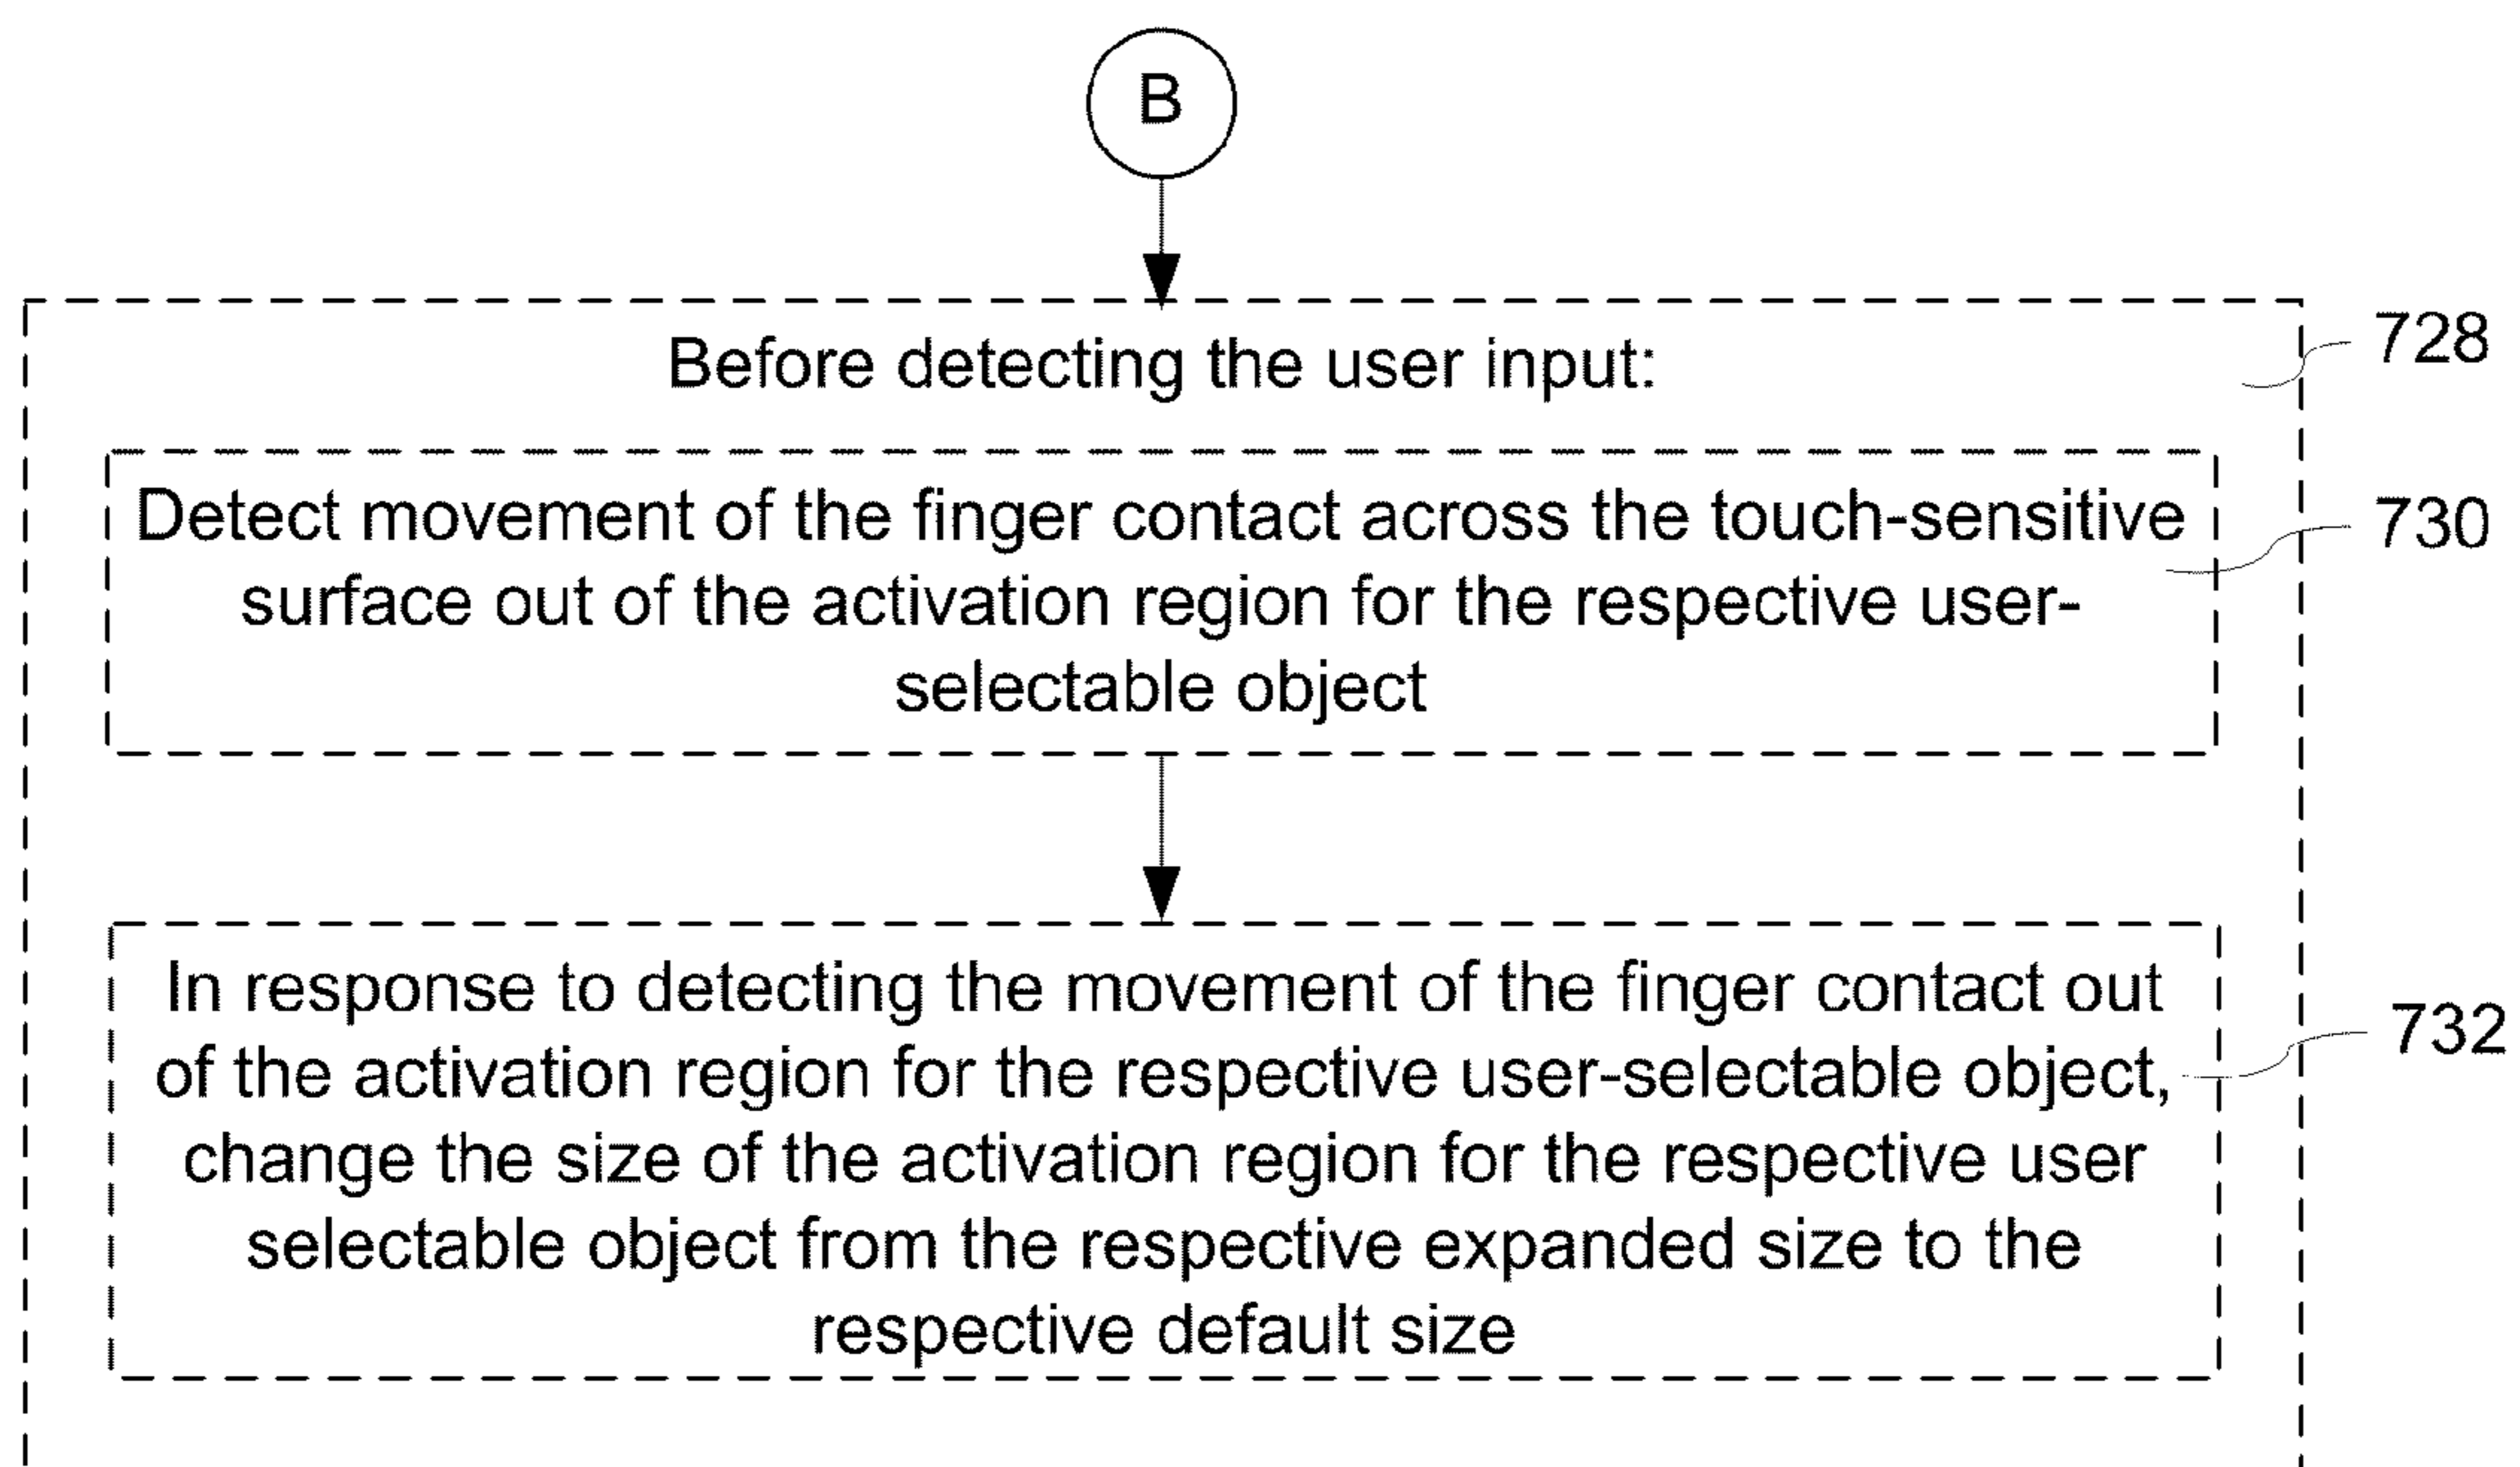 B
Before detecting the user input:
728
Detect movement of the finger contact across the touch-sensitive
surface out of the activation region for the respective user-
selectable object
730
In response to detecting the movement of the finger contact out
of the activation region for the respective user-selectable object,
change the size of the activation region for the respective user
selectable object from the respective expanded size to the
respective default size
732